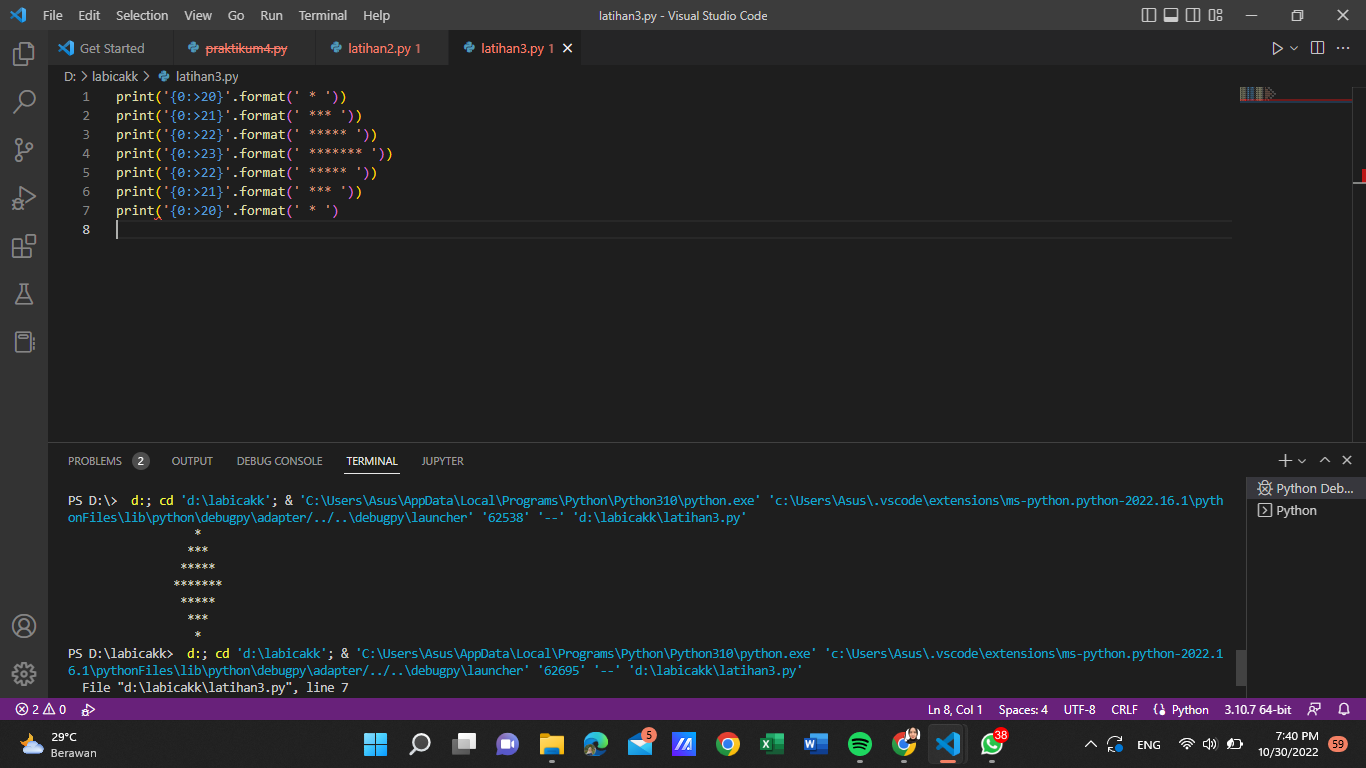 File Edit Selection View Go Run Terminal Help latihan3.py - Visual Studio Code
Get Started praktikum4.py latihan2.py 1 latihan3.py 1
D: > labicakk > latihan3.py
1 print('{0:>20}'.format(' * '))
2 print('{0:>21}'.format(' *** '))
3 print('{0:>22}'.format(' ***** '))
4 print('{0:>23}'.format(' ******* '))
5 print('{0:>22}'.format(' ***** '))
6 print('{0:>21}'.format(' *** '))
7 print('{0:>20}'.format(' * ')
8
PROBLEMS 2 OUTPUT DEBUG CONSOLE TERMINAL JUPYTER
PS D:\> d:; cd 'd:\labicakk'; & 'C:\Users\Asus\AppData\Local\Programs\Python\Python310\python.exe' 'c:\Users\Asus\.vscode\extensions\ms-python.python-2022.16.1\pyth
onFiles\lib\python\debugpy\adapter/../..\debugpy\launcher' '62538' '--' 'd:\labicakk\latihan3.py'
*
***
*****
*******
*****
***
*
PS D:\labicakk> d:; cd 'd:\labicakk'; & 'C:\Users\Asus\AppData\Local\Programs\Python\Python310\python.exe' 'c:\Users\Asus\.vscode\extensions\ms-python.python-2022.1
6.1\pythonFiles\lib\python\debugpy\adapter/../..\debugpy\launcher' '62695' '--' 'd:\labicakk\latihan3.py'
File "d:\labicakk\latihan3.py", line 7
Python Deb...
Python
2 0 Ln 8, Col 1 Spaces: 4 UTF-8 CRLF Python 3.10.7 64-bit
29°C
Berawan
5
38
ENG
7:40 PM
10/30/2022
59